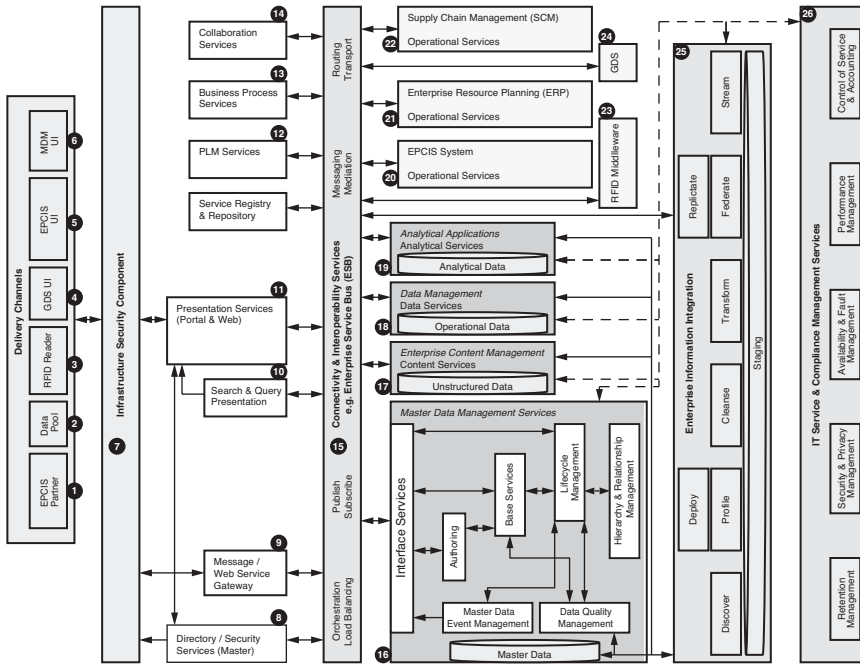 Delivery Channels
MDM
UI
6
EPCIS
UI
5
GDS UI
4
RFID Reader
3
Data
Pool
2
EPCIS
Partner
1
Infrastructure Security Component
7
14
Collaboration
Services
13
Business Process
Services
12
PLM Services
Service Registry
& Repository
11
Presentation Services
(Portal & Web)
10
Search & Query
Presentation
9
Message /
Web Service
Gateway
8
Directory / Security
Services (Master)
Routing
Transport
Messaging
Mediation
Connectivity & Interoperability Services
e.g. Enterprise Service Bus (ESB)
15
Publish
Subscribe
Orchestration
Load Balancing
Supply Chain Management (SCM)
Operational Services
22
24
GDS
Enterprise Resource Planning (ERP)
Operational Services
21
23
RFID Middlleware
EPCIS System
Operational Services
20
Analytical Applications
Analytical Services
Analytical Data
19
Data Management
Data Services
Operational Data
18
Enterprise Content Management
Content Services
Unstructured Data
17
Master Data Management Services
Interface Services
Authoring
Base Services
Lifecycle
Management
Hierarchy & Relationship
Management
Master Data
Event Management
Data Quality
Management
Master Data
16
25
Enterprise Information Integration
Stream
Replictate
Federate
Transform
Cleanse
Deploy
Profile
Discover
Staging
26
IT Service & Compliance Management Services
Control of Service
& Accounting
Performance
Management
Availability & Fault
Management
Security & Privacy
Management
Retention
Management